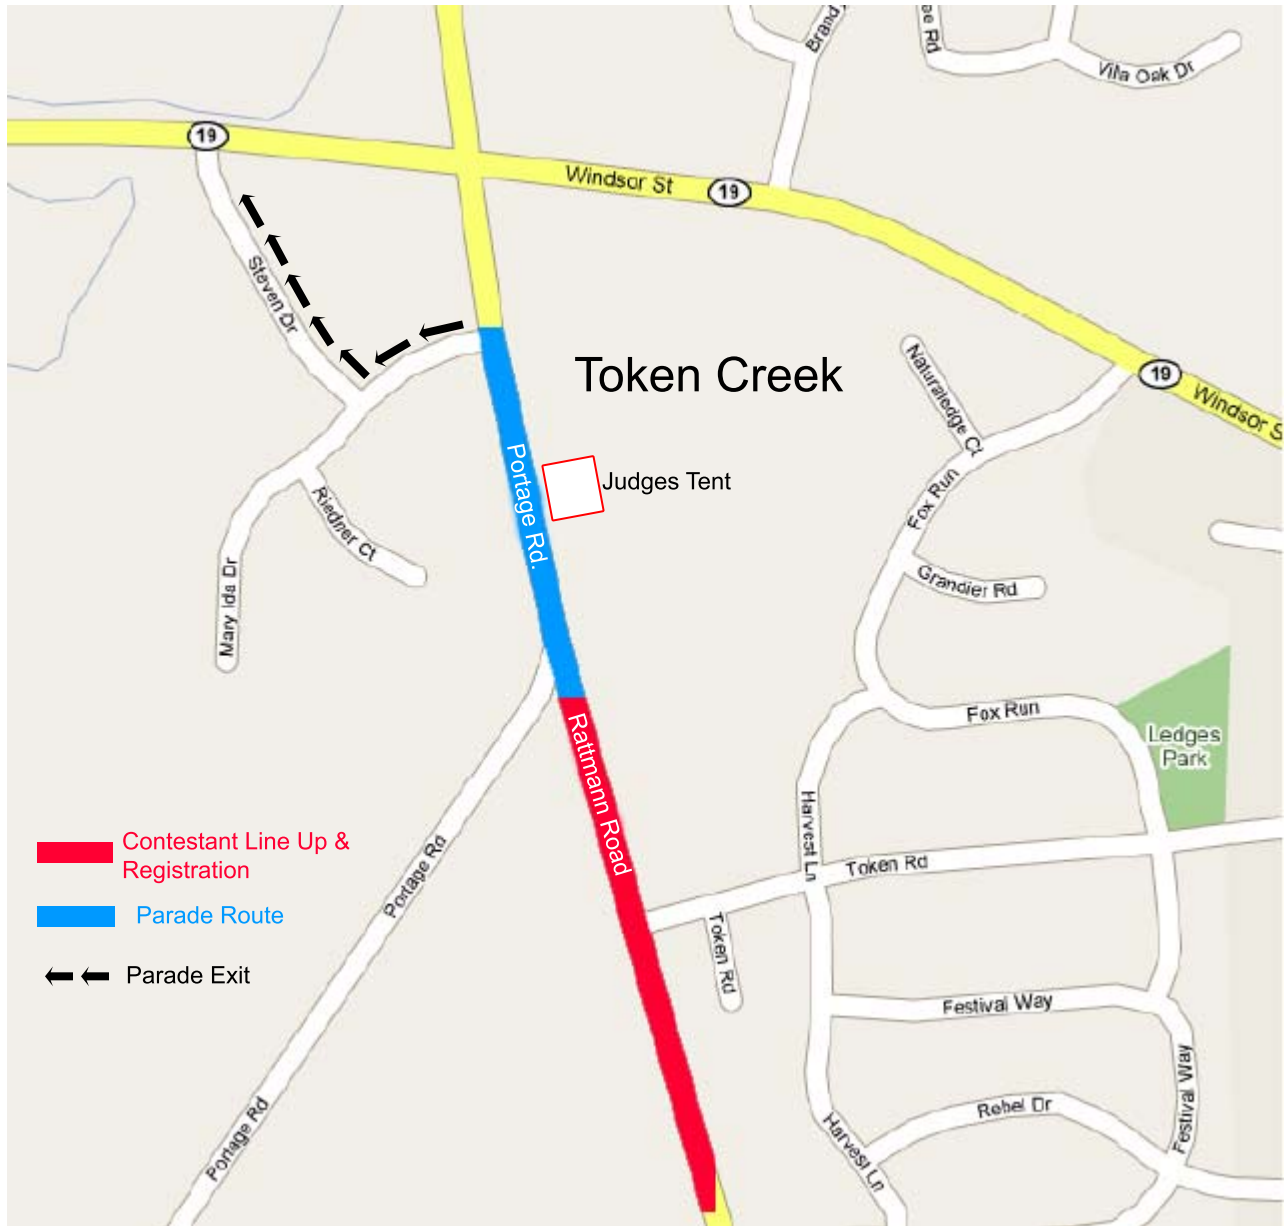 Brandy
ae Rd
Villa Oak Dr
19
Windsor St
19
Steven Dr
Token Creek
Naturaledge Ct
19
Windsor S
Portage Rd.
Judges Tent
Riedner Ct
Fox Run
Mary Ida Dr
Grandier Rd
Fox Run
Ledges
Park
Rattmann Road
Harvest Ln
Contestant Line Up &
Registration
Portage Rd
Token Rd
Parade Route
Token Rd
Parade Exit
Festival Way
Festival Way
Rebel Dr
Portage Rd
Harvest Ln